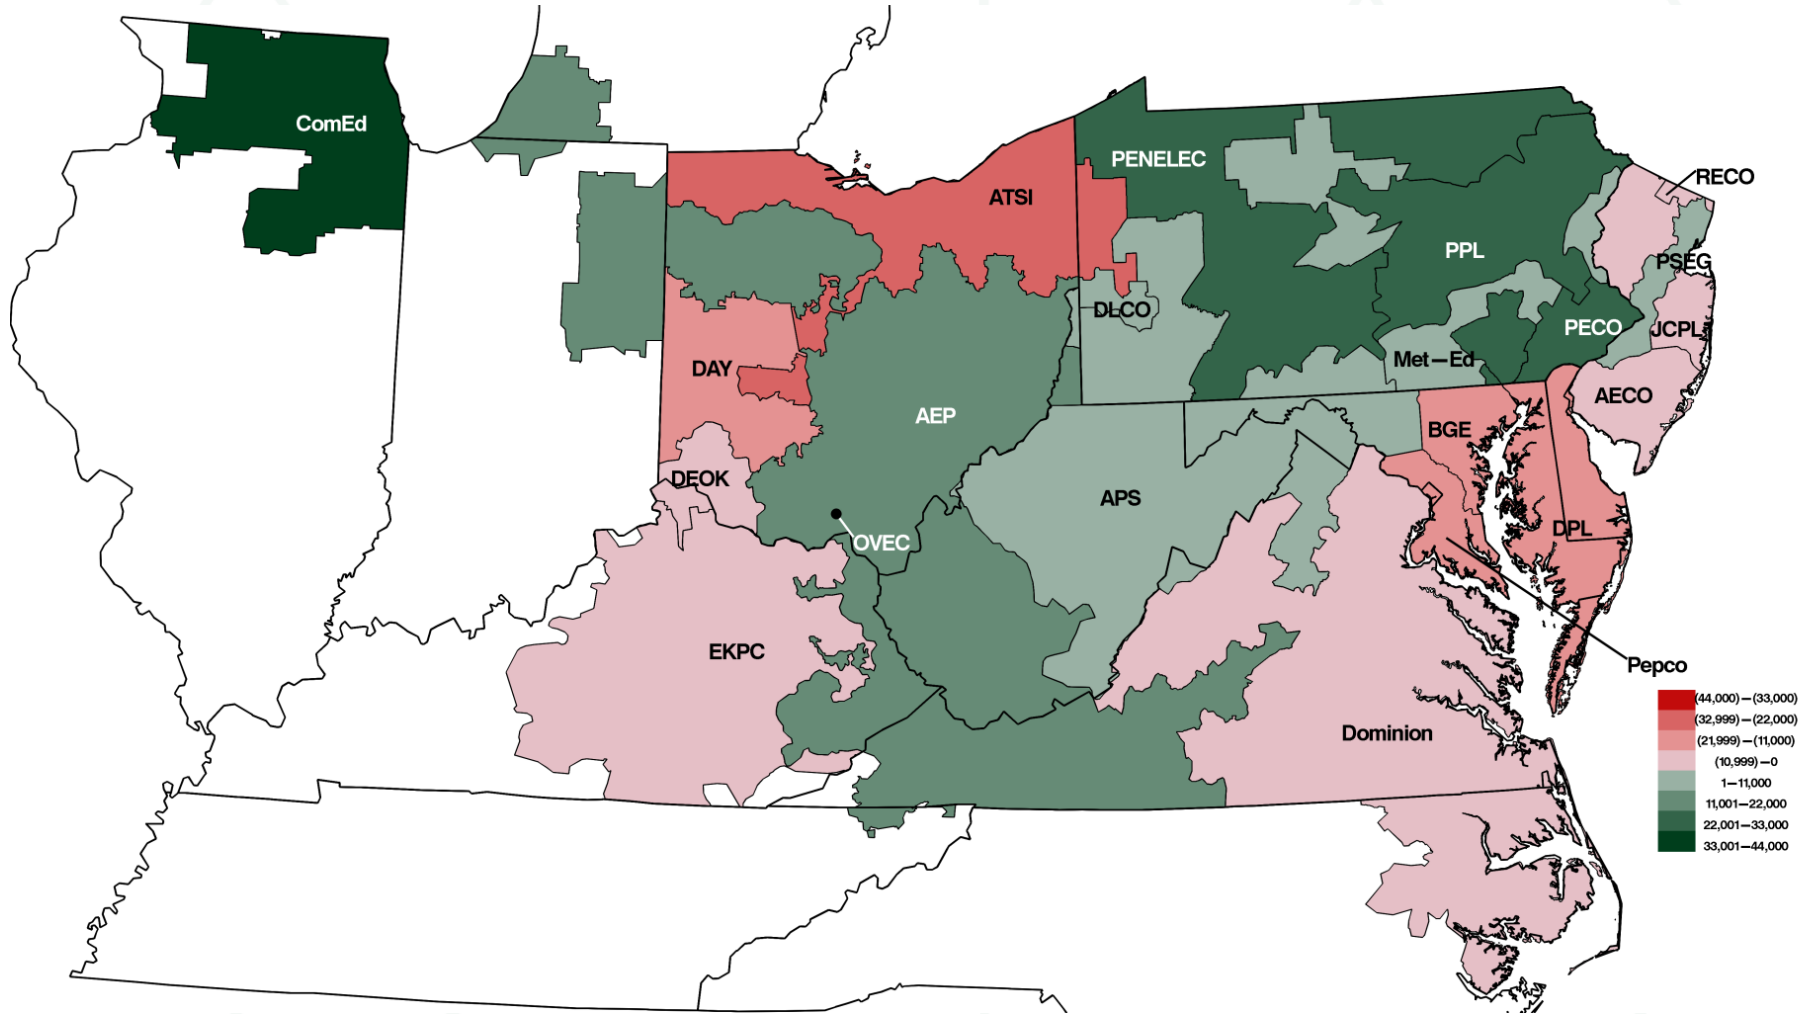 ComEd
PENELEC
RECO
ATSI
PPL
PSEG
DLCO
PECO
JCPL
Met—Ed
DAY
AECO
AEP
BGE
DEOK
APS
DPL
OVEC
EKPC
Pepco
Dominion
(44,000)—(33,000)
(32,999)—(22,000)
(21,999)—(11,000)
(10,999)—0
1—11,000
11,001—22,000
22,001—33,000
33,001—44,000